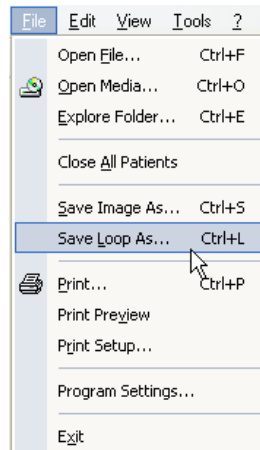 File Edit View Tools ?
Open File... Ctrl+F
Open Media... Ctrl+O
Explore Folder... Ctrl+E
Close All Patients
Save Image As... Ctrl+S
Save Loop As... Ctrl+L
Print... Ctrl+P
Print Preview
Print Setup...
Program Settings...
Exit